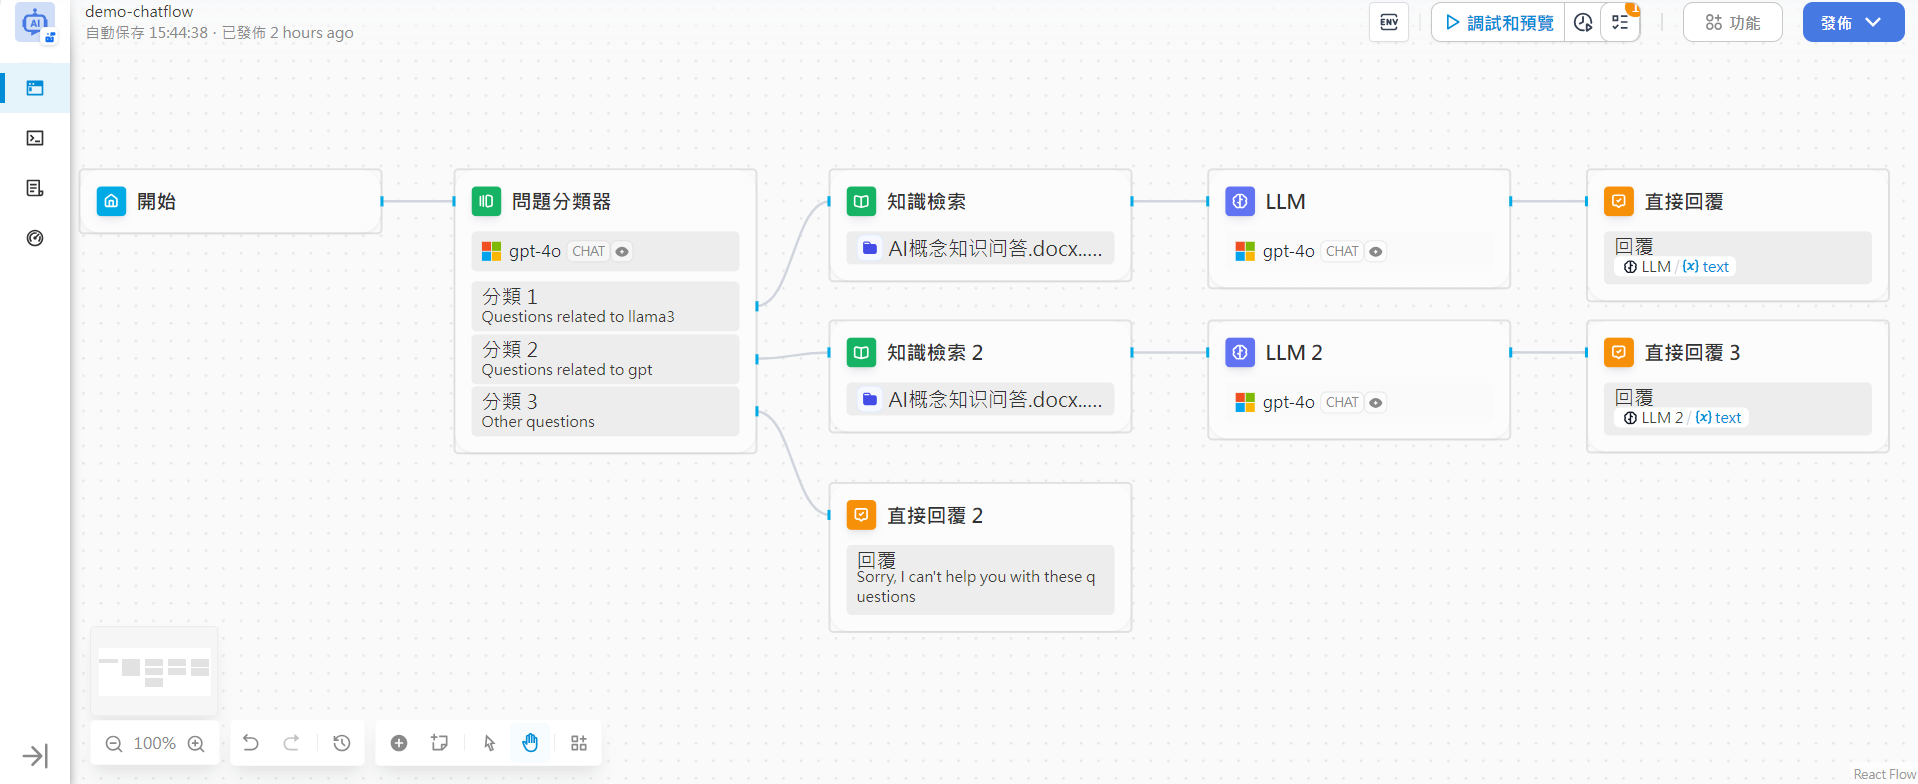 demo-chatflow
自動保存 15:44:38 · 已發佈 2 hours ago
ENV
調試和預覽
1
功能
發佈
開始
問題分類器
gpt-4o CHAT
分類 1
Questions related to llama3
分類 2
Questions related to gpt
分類 3
Other questions
知識檢索
AI概念知识问答.docx.....
LLM
gpt-4o CHAT
直接回覆
回覆
LLM / {x} text
知識檢索 2
AI概念知识问答.docx.....
LLM 2
gpt-4o CHAT
直接回覆 3
回覆
LLM 2 / {x} text
直接回覆 2
回覆
Sorry, I can't help you with these q
uestions
100%
React Flow